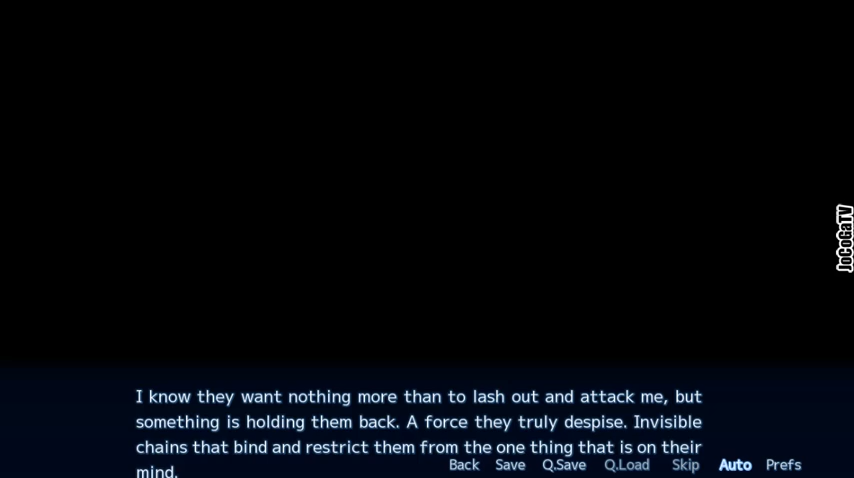 I know they want nothing more than to lash out and attack me, but
something is holding them back. A force they truly despise. Invisible
chains that bind and restrict them from the one thing that is on their
mind.
Back Save Q.Save Q.Load Skip Auto Prefs
JoCoGaTV